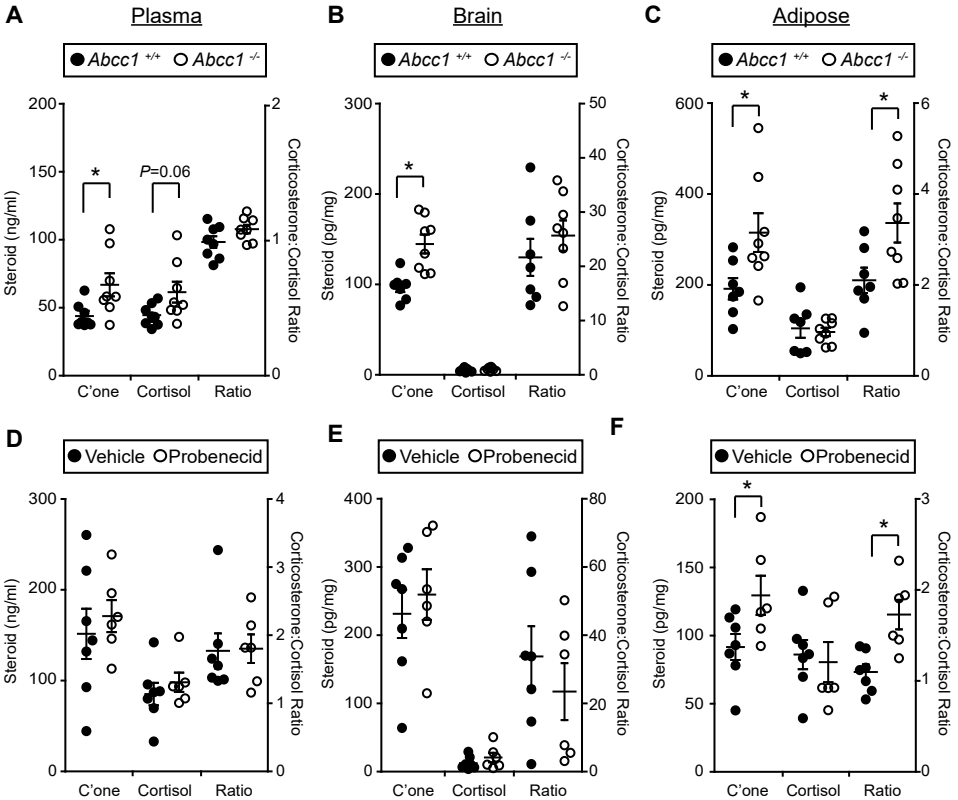 A Plasma
Abcc1 +/+ Abcc1 -/-
200
150
100
50
0
Steroid (ng/ml)
2
1
0
Corticosterone:Cortisol Ratio
*
P=0.06
C'one Cortisol Ratio
B Brain
Abcc1 +/+ Abcc1 -/-
300
200
100
0
Steroid (pg/mg)
50
40
30
20
10
0
Corticosterone:Cortisol Ratio
*
C'one Cortisol Ratio
C Adipose
Abcc1 +/+ Abcc1 -/-
600
400
200
0
Steroid (pg/mg)
6
4
2
0
Corticosterone:Cortisol Ratio
*
*
C'one Cortisol Ratio
D
Vehicle Probenecid
300
200
100
0
Steroid (ng/ml)
4
3
2
1
0
Corticosterone:Cortisol Ratio
C'one Cortisol Ratio
E
Vehicle Probenecid
400
300
200
100
0
Steroid (pg/mg)
80
60
40
20
0
Corticosterone:Cortisol Ratio
C'one Cortisol Ratio
F
Vehicle Probenecid
200
150
100
50
0
Steroid (pg/mg)
3
2
1
0
Corticosterone:Cortisol Ratio
*
*
C'one Cortisol Ratio